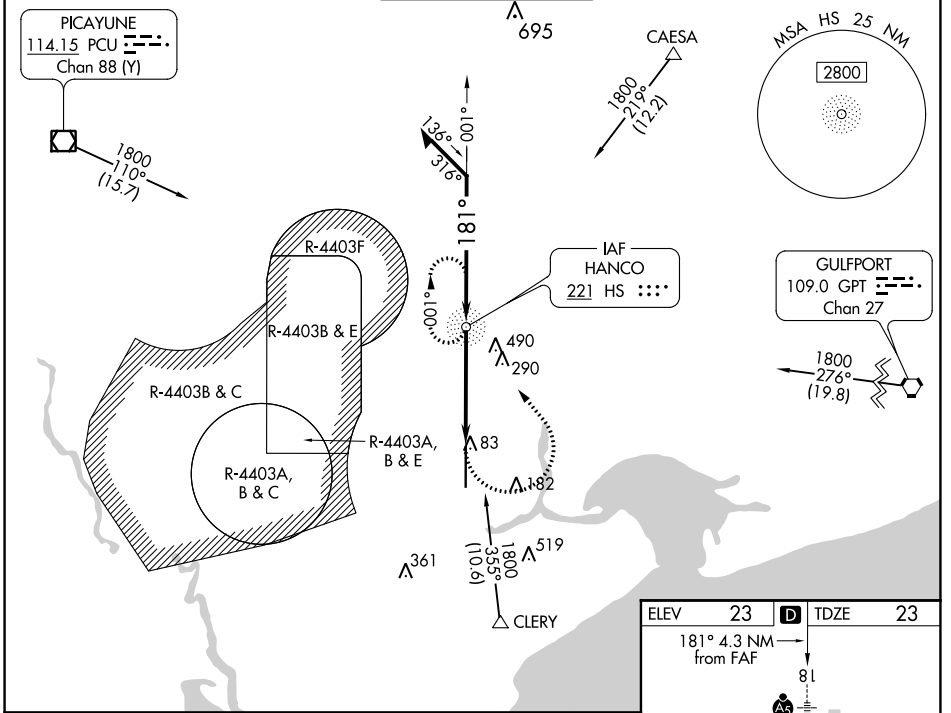 PICAYUNE
114.15 PCU
Chan 88 (Y)
1800
110°
(15.7)
695
CAESA
1800
219°
(12.2)
MSA HS 25 NM
2800
136°
316°
001°
181°
001°
R-4403F
R-4403B & E
R-4403B & C
R-4403A,
B & C
R-4403A,
B & E
IAF
HANCO
221 HS
GULFPORT
109.0 GPT
Chan 27
1800
276°
(19.8)
490
290
83
182
519
361
1800
355°
(10.6)
CLERY
ELEV 23 D TDZE 23
181° 4.3 NM
from FAF
18
A5